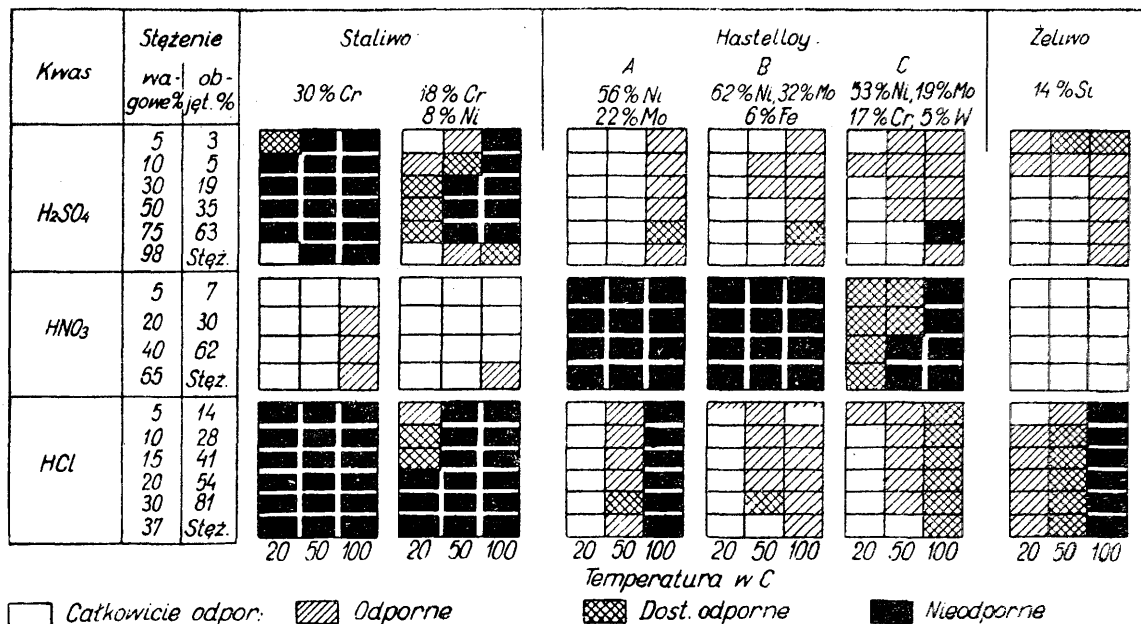 Kwas Stężenie Staliwo Hastelloy. Żeliwo
wa- gowe% ob- jęt. % 30% Cr 18% Cr 8% Ni A 56% Ni 22% Mo B 62% Ni, 32% Mo 6% Fe C 53% Ni, 19% Mo 17% Cr, 5% W 14% Si
H₂SO₄
5 3
10 5
30 19
50 35
75 63
98 Stęż.
HNO₃
5 7
20 30
40 62
65 Stęż.
HCl
5 14
10 28
15 41
20 54
30 81
37 Stęż.
20 50 100 20 50 100 20 50 100 20 50 100 20 50 100 20 50 100
Temperatura w C
Całkowicie odpor: Odporne Dost. odporne Nieodporne